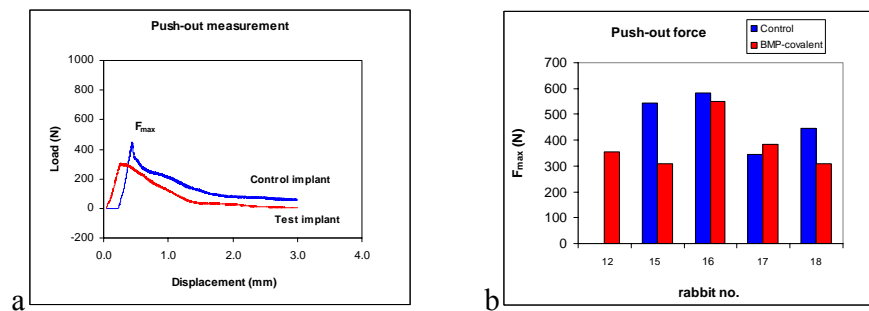 Push-out measurement
1000
800
600
400
200
0
-200
Load (N)
Fmax
Control implant
Test implant
0.0 1.0 2.0 3.0 4.0
Displacement (mm)
a
Push-out force
Control
BMP-covalent
700
600
500
400
300
200
100
0
Fmax (N)
12 15 16 17 18
rabbit no.
b